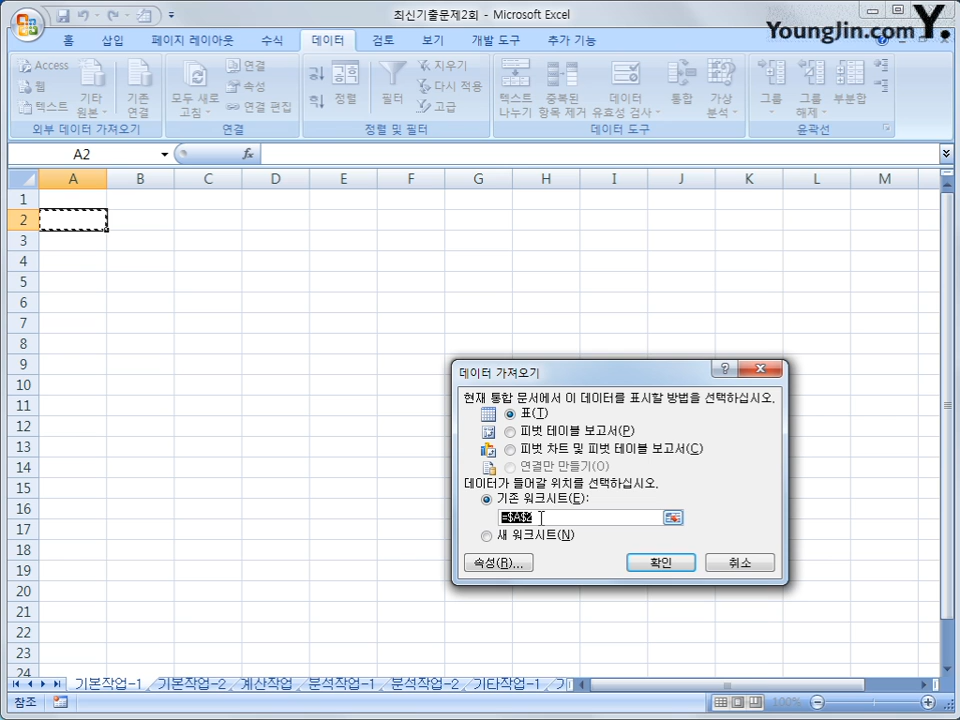 최신기출문제2회 - Microsoft Excel
YoungJin.com Y.
홈 삽입 페이지 레이아웃 수식 데이터 검토 보기 개발 도구 추가 기능
Access
웹
텍스트
기타 원본
기존 연결
외부 데이터 가져오기
모두 새로 고침
연결
속성
연결 편집
연결
정렬
필터
지우기
다시 적용
고급
정렬 및 필터
텍스트 나누기
중복된 항목 제거
데이터 유효성 검사
통합
가상 분석
데이터 도구
그룹
그룹 해제
부분합
윤곽선
A2 fx
A B C D E F G H I J K L M
1
2
3
4
5
6
7
8
9
10
11
12
13
14
15
16
17
18
19
20
21
22
23
24
데이터 가져오기
현재 통합 문서에서 이 데이터를 표시할 방법을 선택하십시오.
표(T)
피벗 테이블 보고서(P)
피벗 차트 및 피벗 테이블 보고서(C)
연결만 만들기(O)
데이터가 들어갈 위치를 선택하십시오.
기존 워크시트(E):
=$A$2
새 워크시트(N)
속성(R)... 확인 취소
기본작업-1 기본작업-2 계산작업 분석작업-1 분석작업-2 기타작업-1
참조 100%